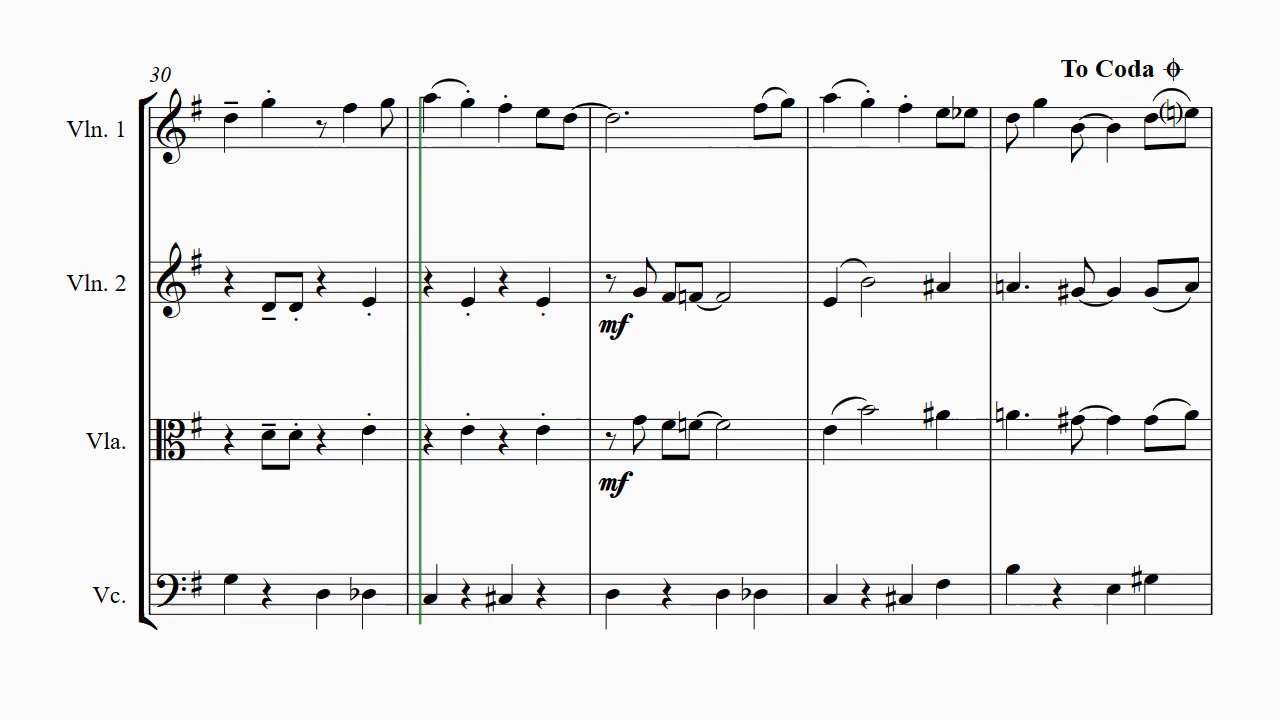 30
To Coda
Vln. 1
Vln. 2
mf
Vla.
mf
Vc.